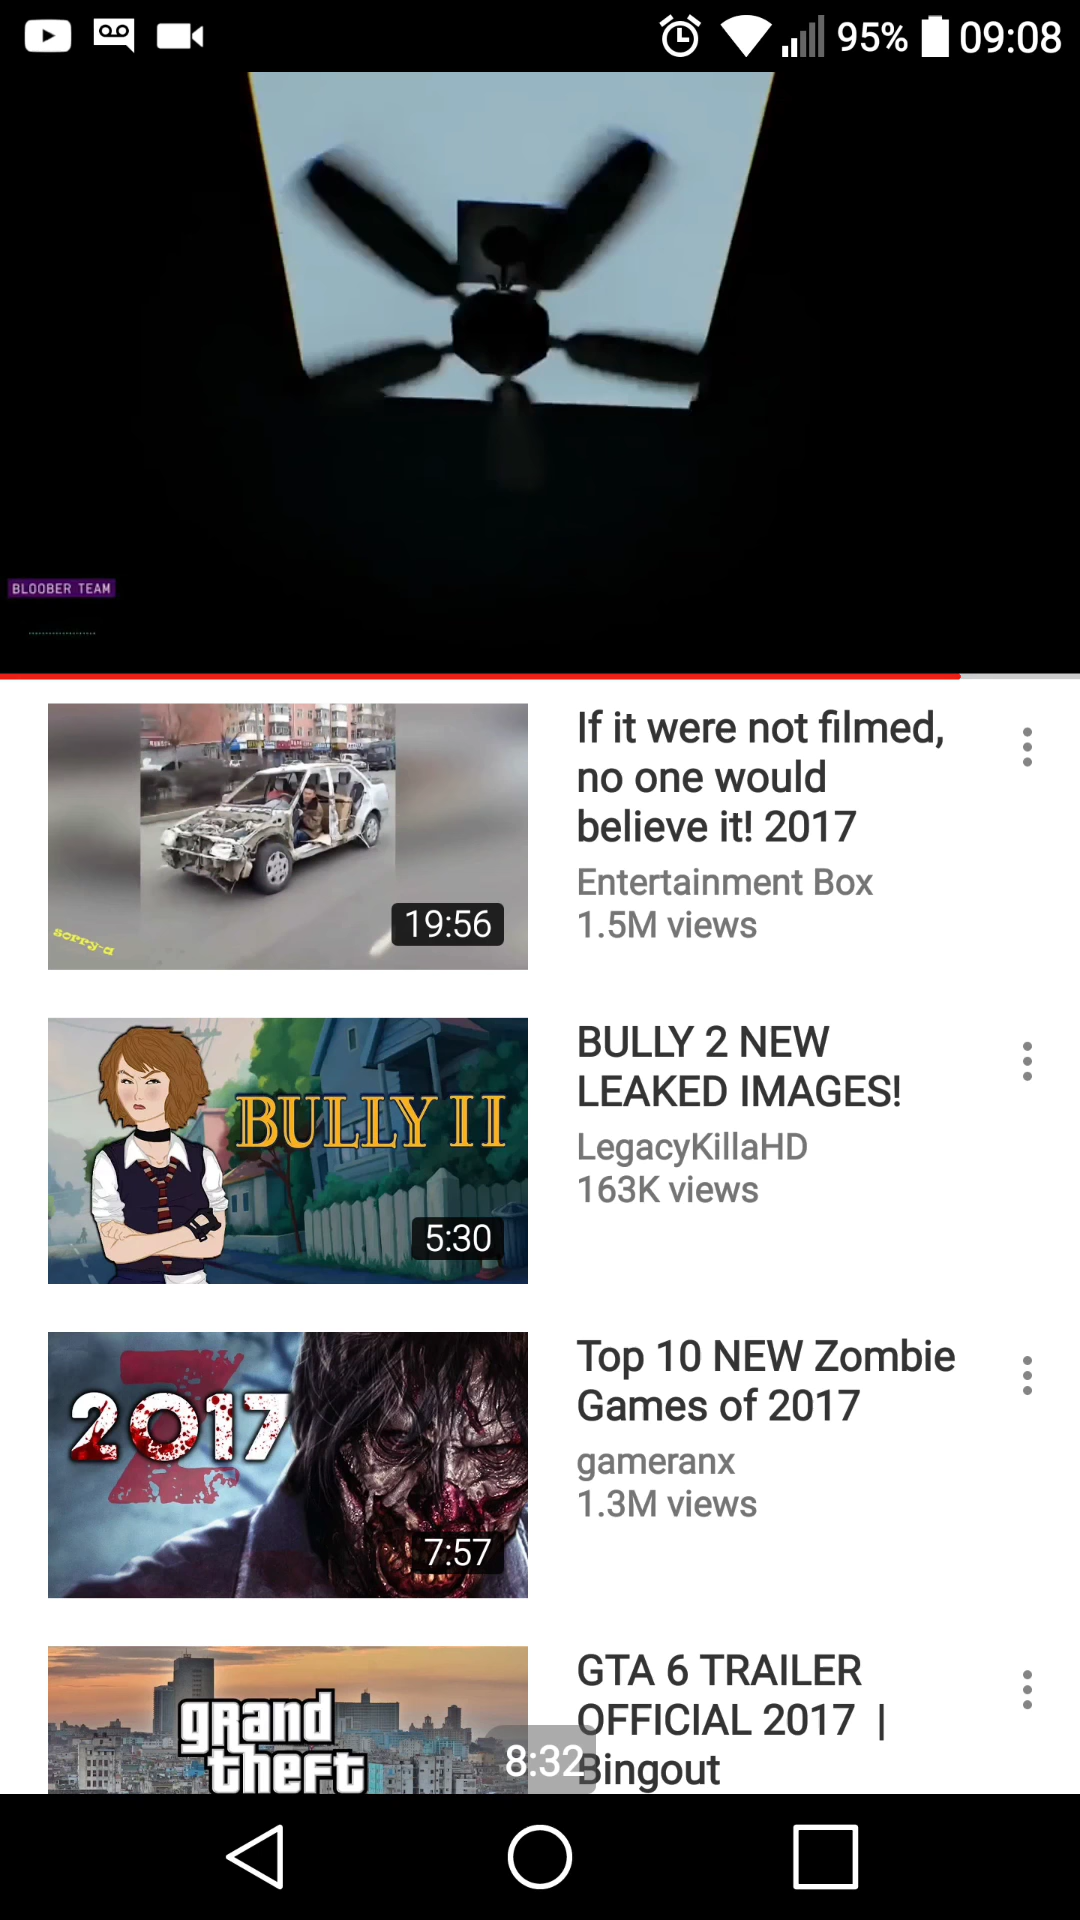 95% 09:08
BLOOBER TEAM
If it were not filmed,
no one would
believe it! 2017
Entertainment Box
1.5M views
19:56
sorry-a
BULLY 2 NEW
LEAKED IMAGES!
LegacyKillaHD
163K views
BULLY II
5:30
Top 10 NEW Zombie
Games of 2017
gameranx
1.3M views
Z
2017
7:57
GTA 6 TRAILER
OFFICIAL 2017 |
Bingout
grand
theft
8:32